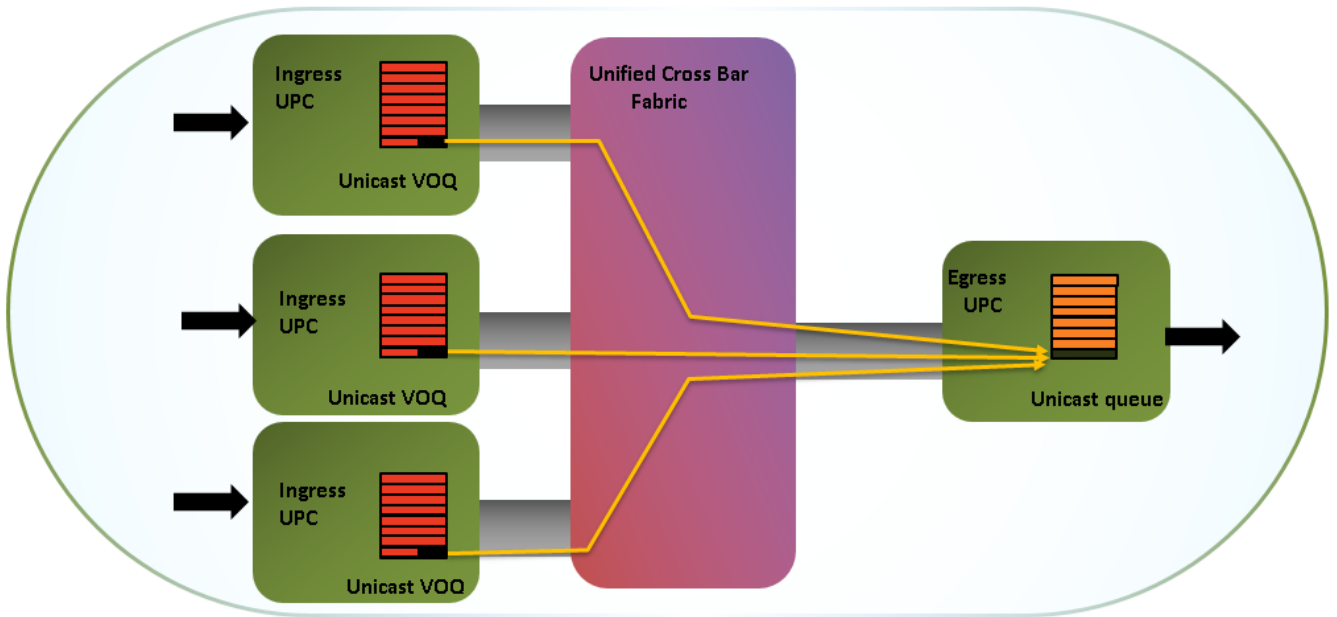 Ingress
UPC
Unicast VOQ
Unified Cross Bar
Fabric
Ingress
UPC
Unicast VOQ
Egress
UPC
Unicast queue
Ingress
UPC
Unicast VOQ